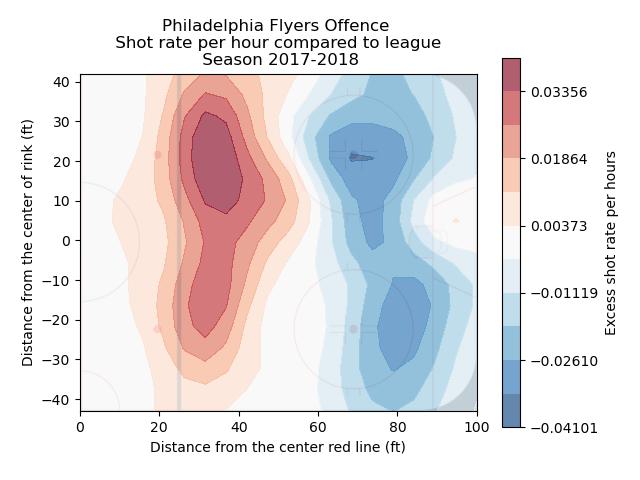 Philadelphia Flyers Offence
Shot rate per hour compared to league
Season 2017-2018
Distance from the center of rink (ft)
40
30
20
10
0
−10
−20
−30
−40
0 20 40 60 80 100
Distance from the center red line (ft)
0.03356
0.01864
0.00373
−0.01119
−0.02610
−0.04101
Excess shot rate per hours